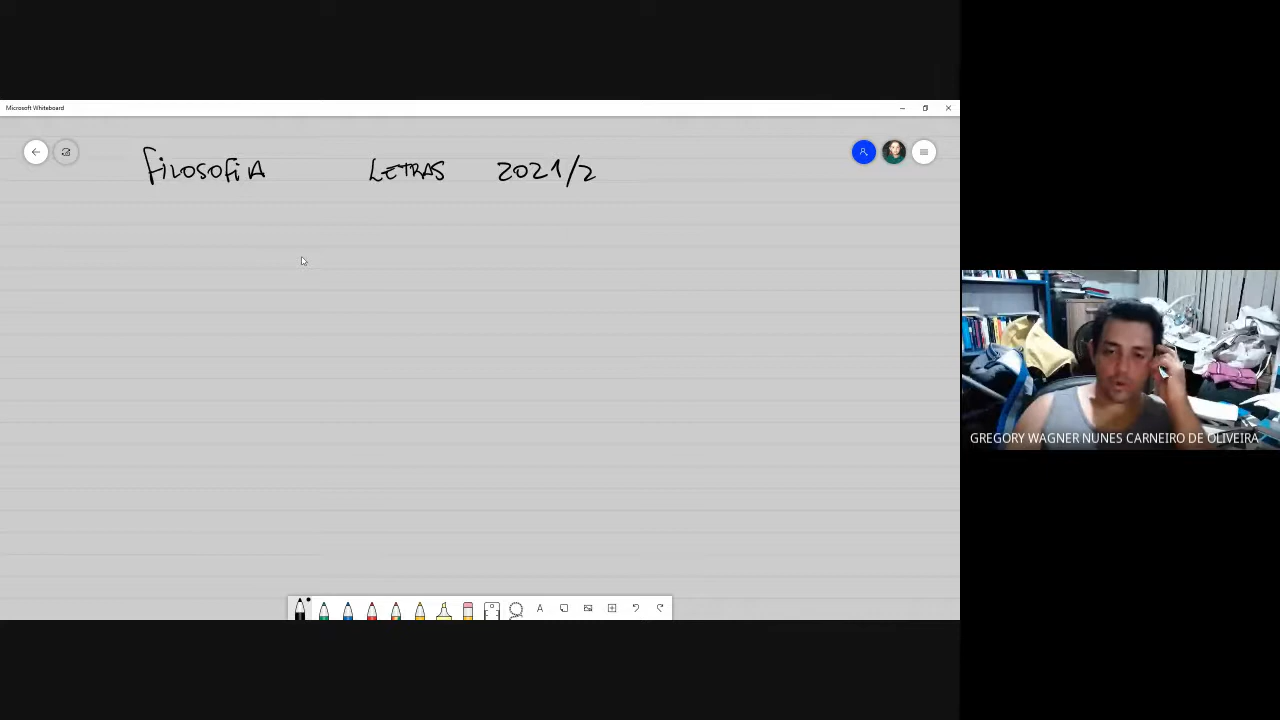 Microsoft Whiteboard
FILOSOFIA LETRAS 2021/2
GREGORY WAGNER NUNES CARNEIRO DE OLIVEIRA
A